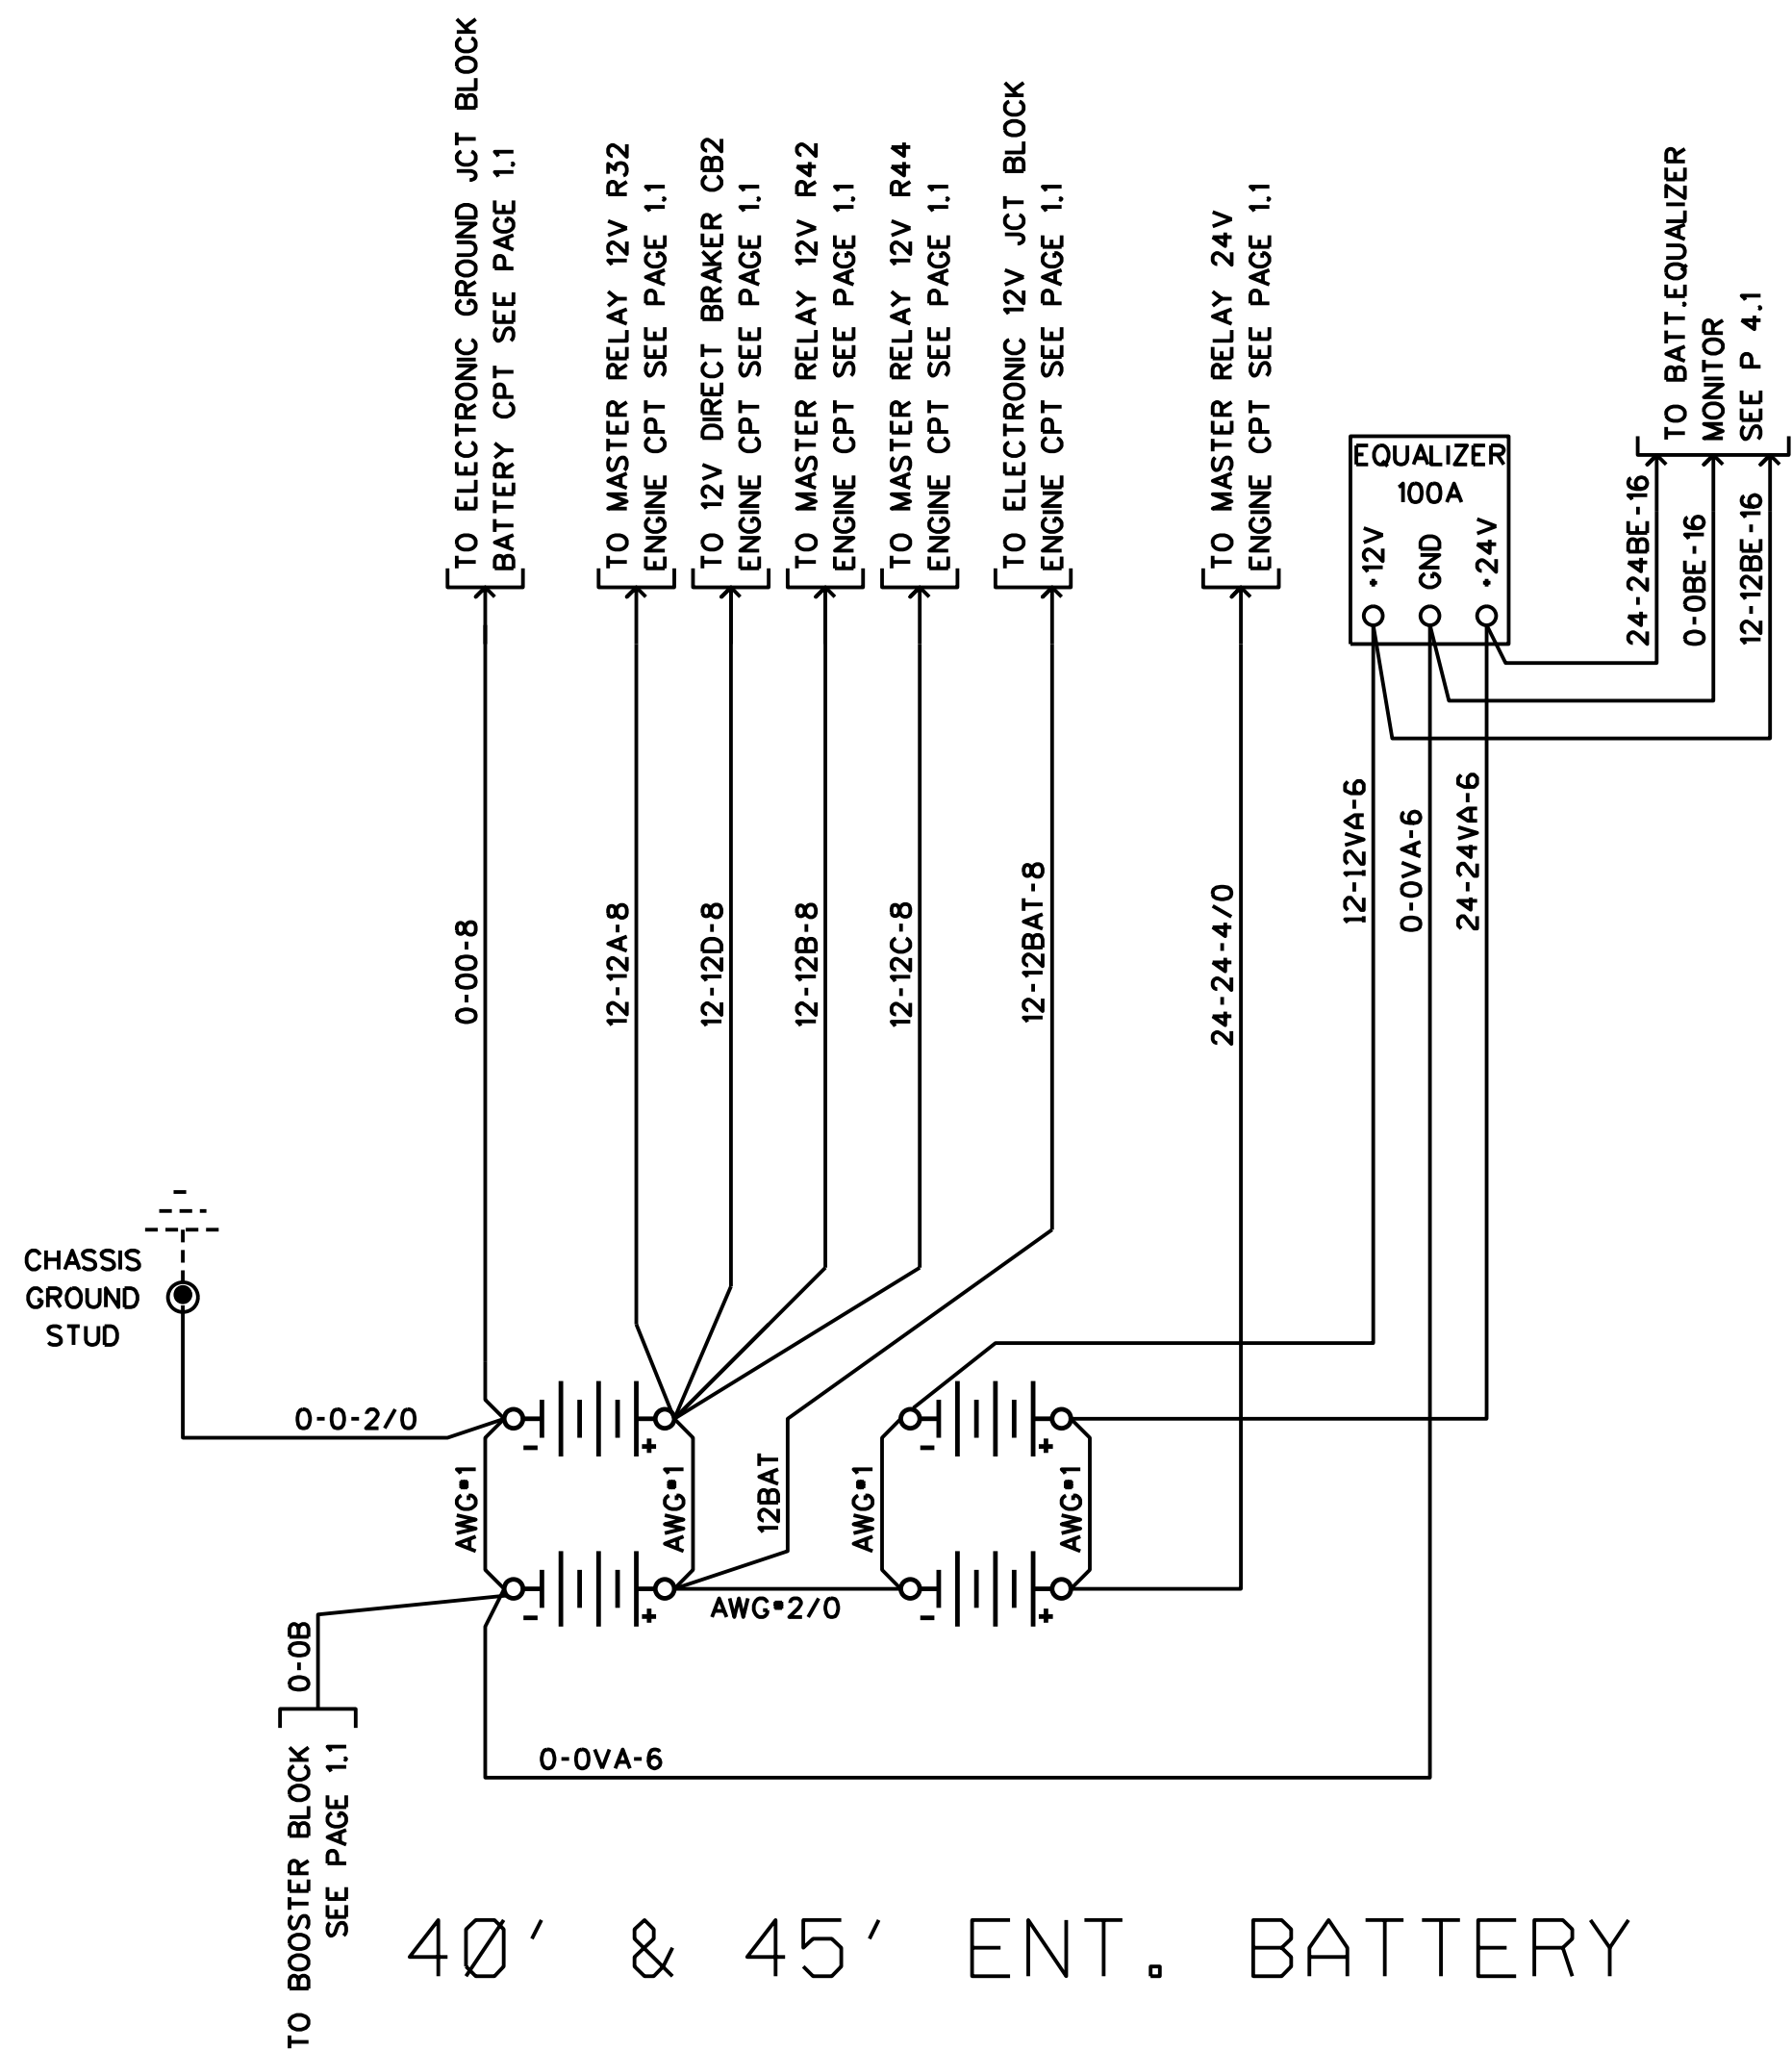 TO ELECTRONIC GROUND JCT BLOCK
BATTERY CPT SEE PAGE 1.1
TO MASTER RELAY 12V R32
ENGINE CPT SEE PAGE 1.1
TO 12V DIRECT BRAKER CB2
ENGINE CPT SEE PAGE 1.1
TO MASTER RELAY 12V R42
ENGINE CPT SEE PAGE 1.1
TO MASTER RELAY 12V R44
ENGINE CPT SEE PAGE 1.1
TO ELECTRONIC 12V JCT BLOCK
ENGINE CPT SEE PAGE 1.1
TO MASTER RELAY 24V
ENGINE CPT SEE PAGE 1.1
EQUALIZER
100A
+12V
GND
+24V
TO BATT.EQUALIZER
MONITOR
SEE P 4.1
24-24BE-16
0-0BE-16
12-12BE-16
0-00-8
12-12A-8
12-12D-8
12-12B-8
12-12C-8
12-12BAT-8
24-24-4/0
12-12VA-6
0-0VA-6
24-24VA-6
CHASSIS
GROUND
STUD
0-0-2/0
- +
- +
AWG#1
AWG#1
12BAT
AWG#1
AWG#1
- +
- +
AWG#2/0
0-0B
0-0VA-6
TO BOOSTER BLOCK
SEE PAGE 1.1
40' & 45' ENT. BATTERY